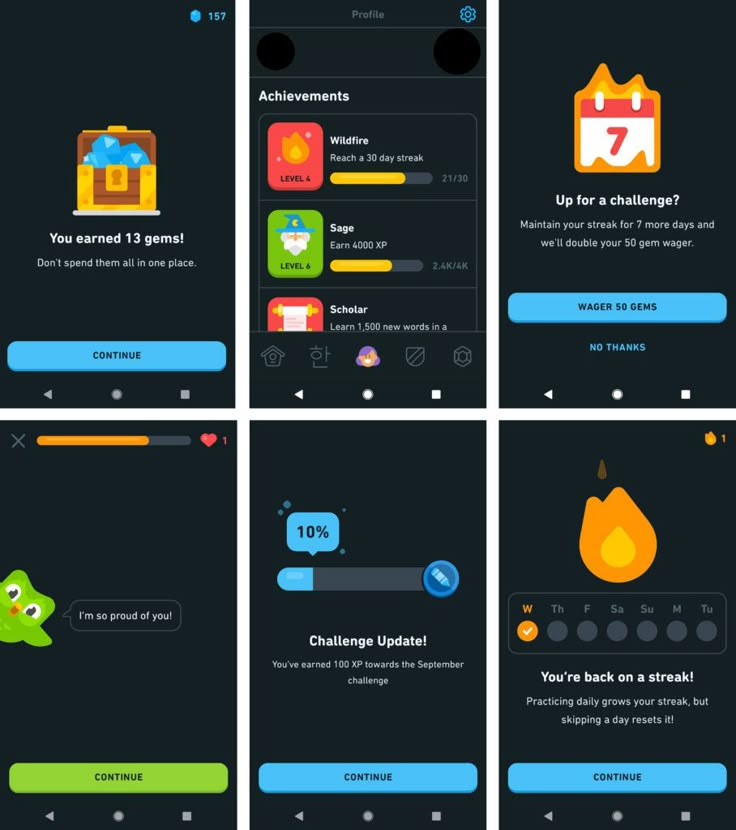 157
You earned 13 gems!
Don't spend them all in one place.
CONTINUE
Profile
Achievements
Wildfire
Reach a 30 day streak
LEVEL 4
21/30
Sage
Earn 4000 XP
LEVEL 6
2.4K/4K
Scholar
Learn 1,500 new words in a
한
7
Up for a challenge?
Maintain your streak for 7 more days and
we'll double your 50 gem wager.
WAGER 50 GEMS
NO THANKS
1
I'm so proud of you!
CONTINUE
10%
Challenge Update!
You've earned 100 XP towards the September
challenge
CONTINUE
1
W Th F Sa Su M Tu
You're back on a streak!
Practicing daily grows your streak, but
skipping a day resets it!
CONTINUE